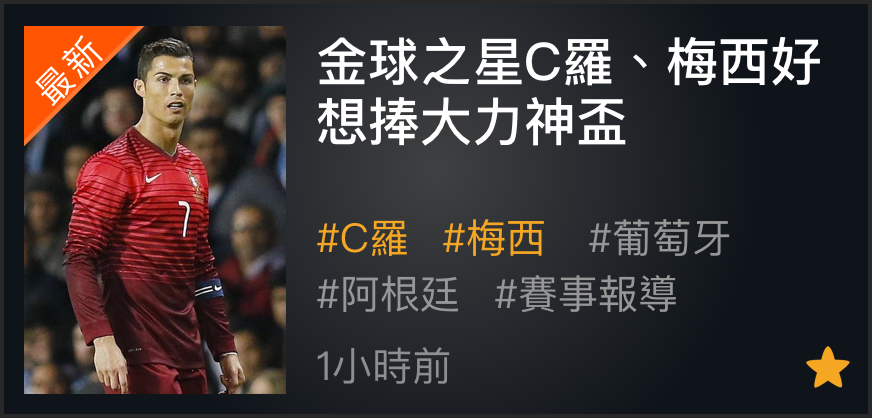 最新
金球之星C羅、梅西好
想捧大力神盃
#C羅 #梅西 #葡萄牙
#阿根廷 #賽事報導
1小時前
7